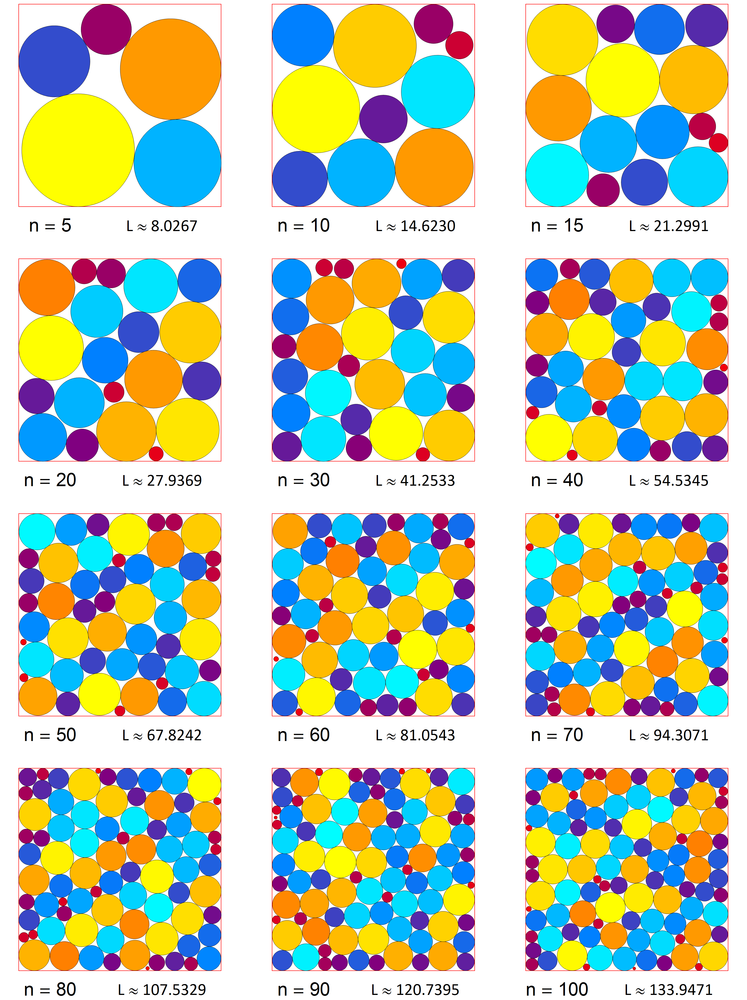 n = 5 L ≈ 8.0267 n = 10 L ≈ 14.6230 n = 15 L ≈ 21.2991
n = 20 L ≈ 27.9369 n = 30 L ≈ 41.2533 n = 40 L ≈ 54.5345
n = 50 L ≈ 67.8242 n = 60 L ≈ 81.0543 n = 70 L ≈ 94.3071
n = 80 L ≈ 107.5329 n = 90 L ≈ 120.7395 n = 100 L ≈ 133.9471